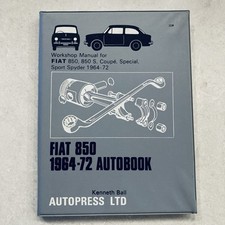 Workshop Manual for
FIAT 850, 850 S, Coupé, Special,
Sport Spyder 1964-72
FIAT 850
1964-72 AUTOBOOK
Kenneth Ball
AUTOPRESS LTD